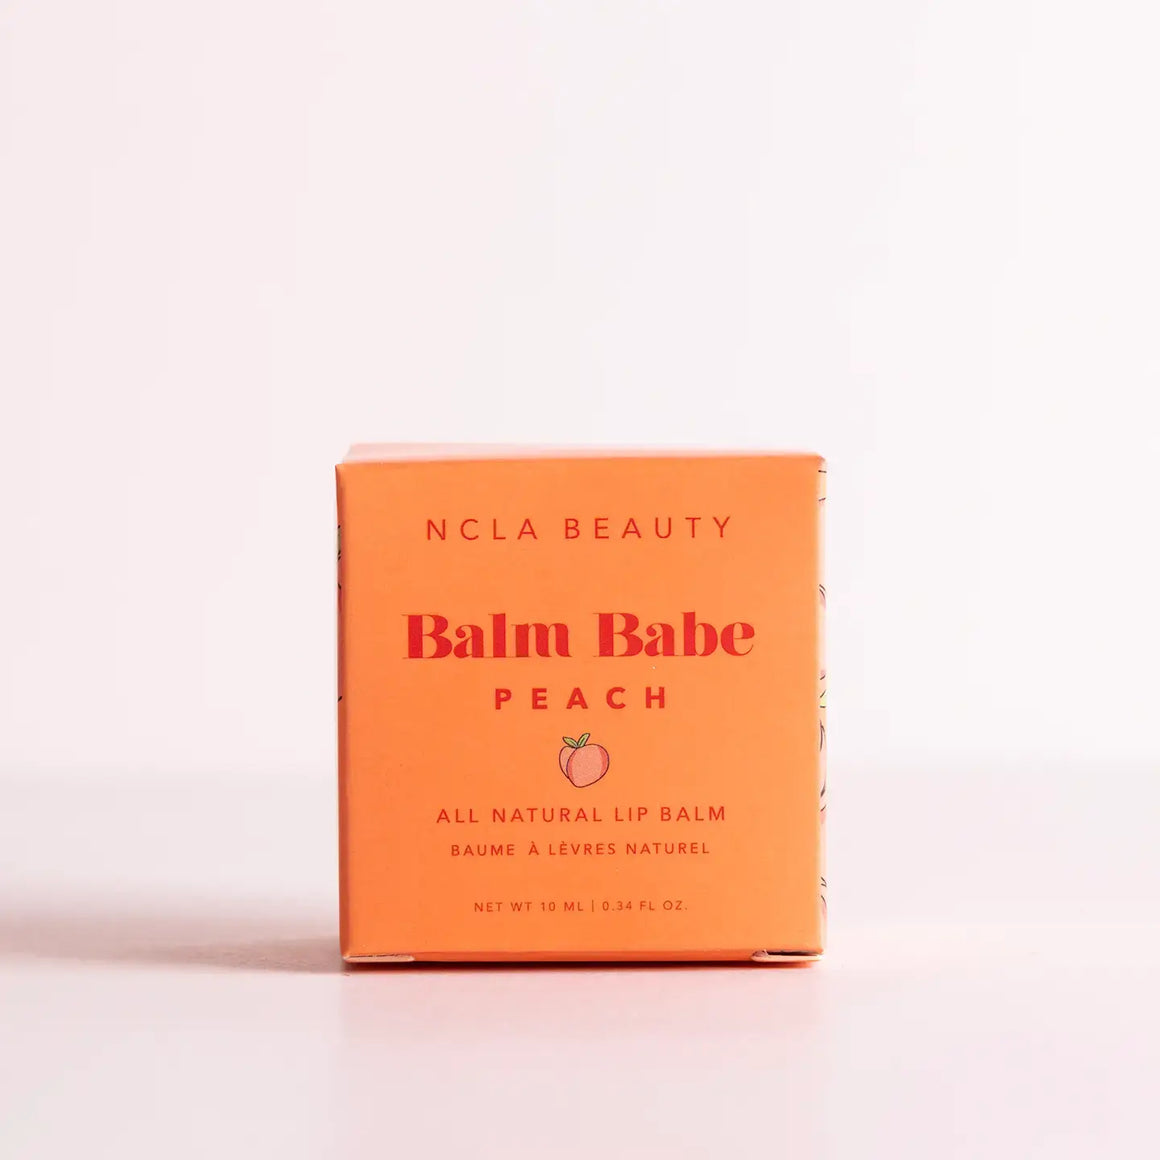 NCLA BEAUTY
Balm Babe
PEACH
ALL NATURAL LIP BALM
BAUME À LÈVRES NATUREL
NET WT 10 ML | 0.34 FL OZ.